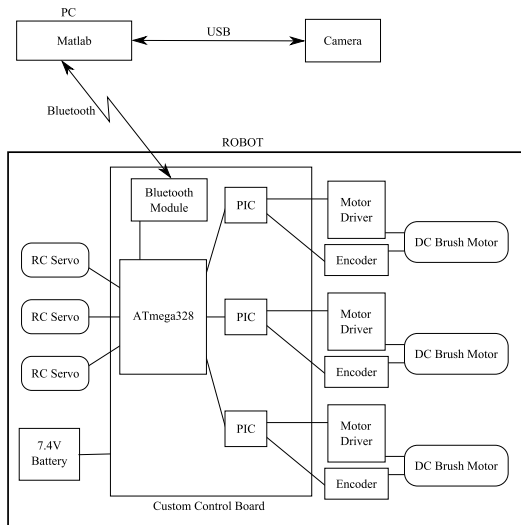 PC
Matlab
USB
Camera
Bluetooth
ROBOT
Bluetooth
Module
PIC
Motor
Driver
DC Brush Motor
Encoder
RC Servo
RC Servo
RC Servo
ATmega328
PIC
Motor
Driver
DC Brush Motor
Encoder
PIC
Motor
Driver
DC Brush Motor
Encoder
7.4V
Battery
Custom Control Board